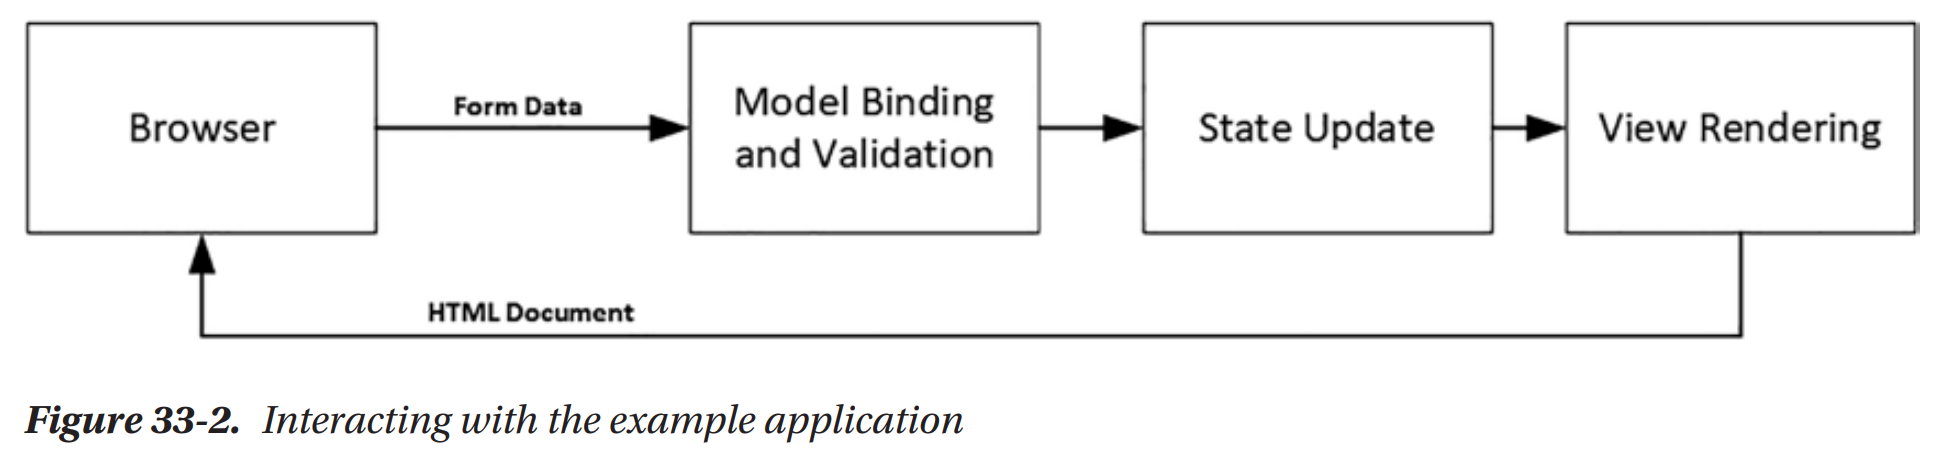 Browser
Form Data
Model Binding
and Validation
State Update
View Rendering
HTML Document
Figure 33-2. Interacting with the example application